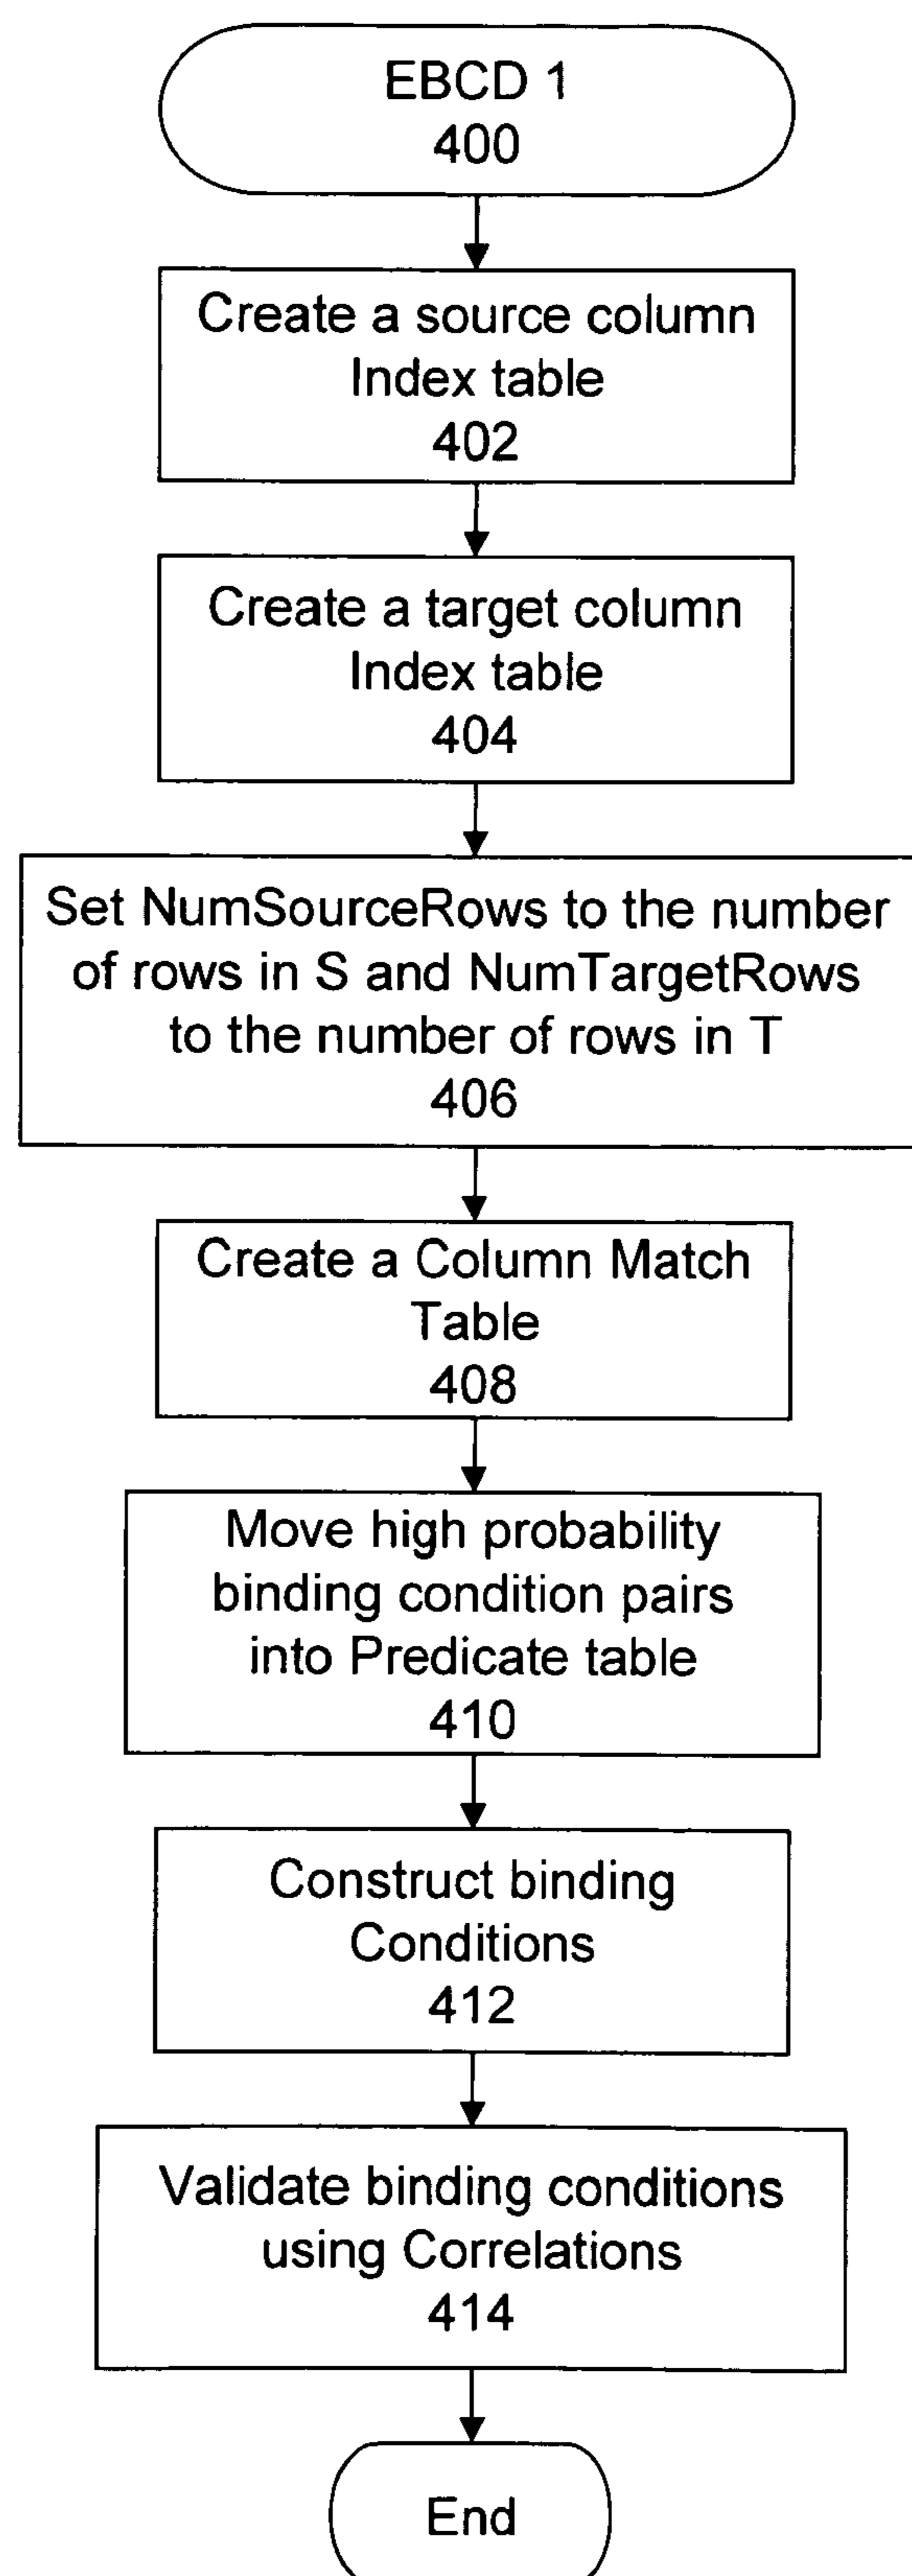 EBCD 1
400
Create a source column
Index table
402
Create a target column
Index table
404
Set NumSourceRows to the number
of rows in S and NumTargetRows
to the number of rows in T
406
Create a Column Match
Table
408
Move high probability
binding condition pairs
into Predicate table
410
Construct binding
Conditions
412
Validate binding conditions
using Correlations
414
End